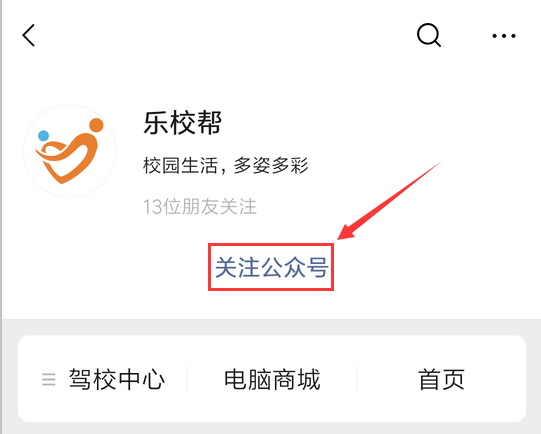 乐校帮
校园生活，多姿多彩
13位朋友关注
关注公众号
驾校中心 电脑商城 首页